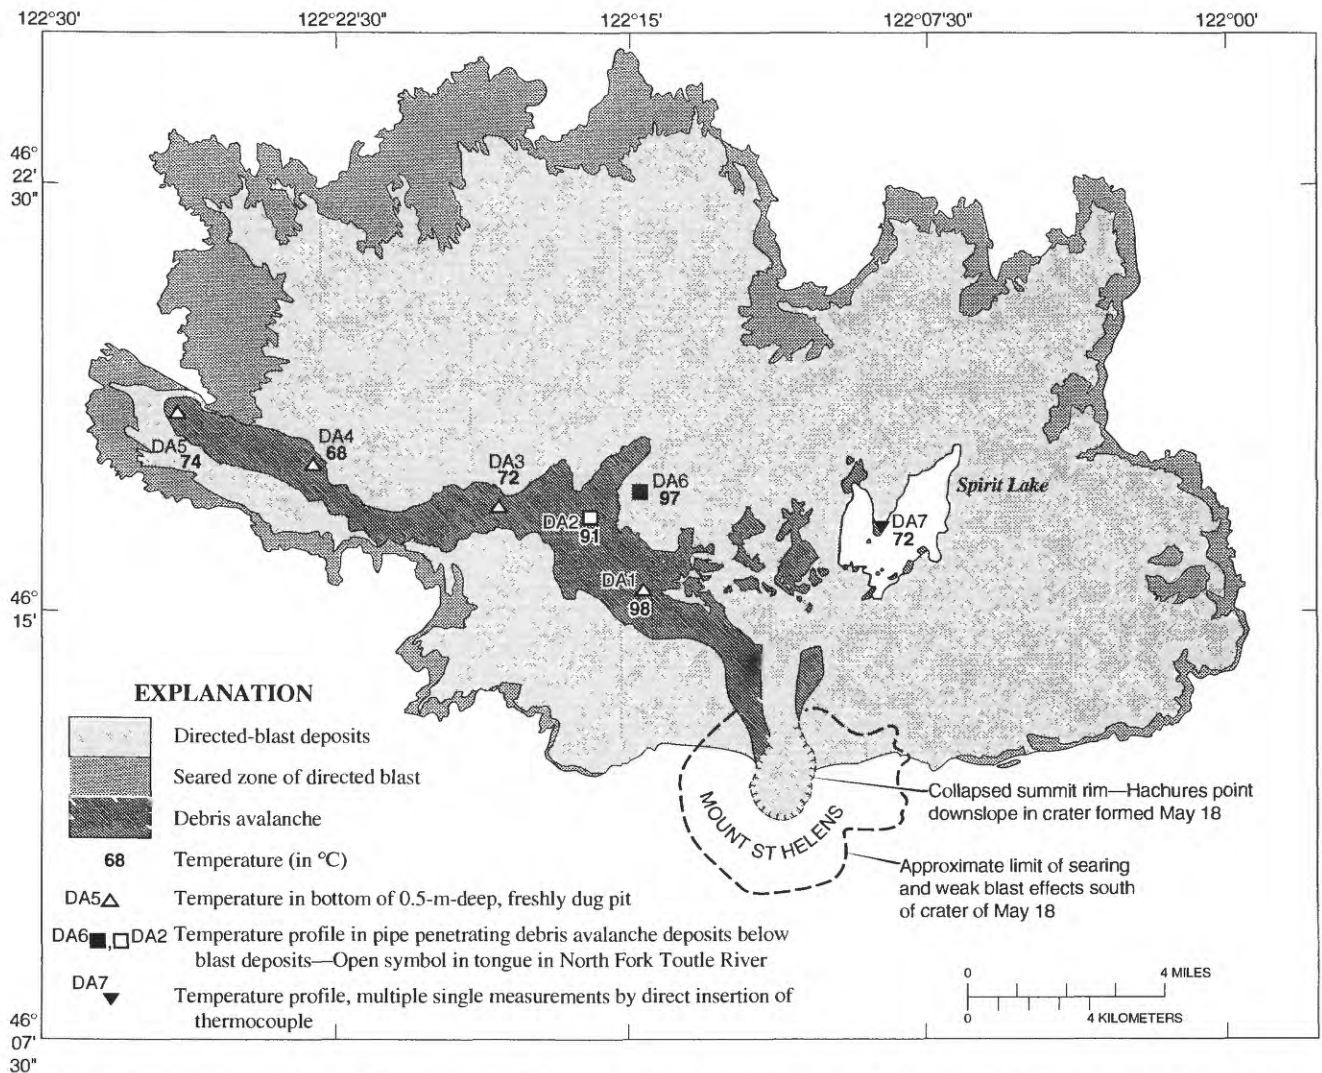 122°30'
122°22'30"
122°15'
122°07'30"
122°00'
46°
22'
30"
DA4
68
DA5
74
DA3
72
DA6
97
Spirit Lake
DA2
91
DA7
72
DA1
98
46°
15'
EXPLANATION
Directed-blast deposits
Seared zone of directed blast
Debris avalanche
68 Temperature (in °C)
DA5 Temperature in bottom of 0.5-m-deep, freshly dug pit
DA6 , DA2 Temperature profile in pipe penetrating debris avalanche deposits below
blast deposits—Open symbol in tongue in North Fork Toutle River
DA7
Temperature profile, multiple single measurements by direct insertion of
thermocouple
MOUNT ST HELENS
Collapsed summit rim—Hachures point
downslope in crater formed May 18
Approximate limit of searing
and weak blast effects south
of crater of May 18
0 4 MILES
0 4 KILOMETERS
46°
07'
30"